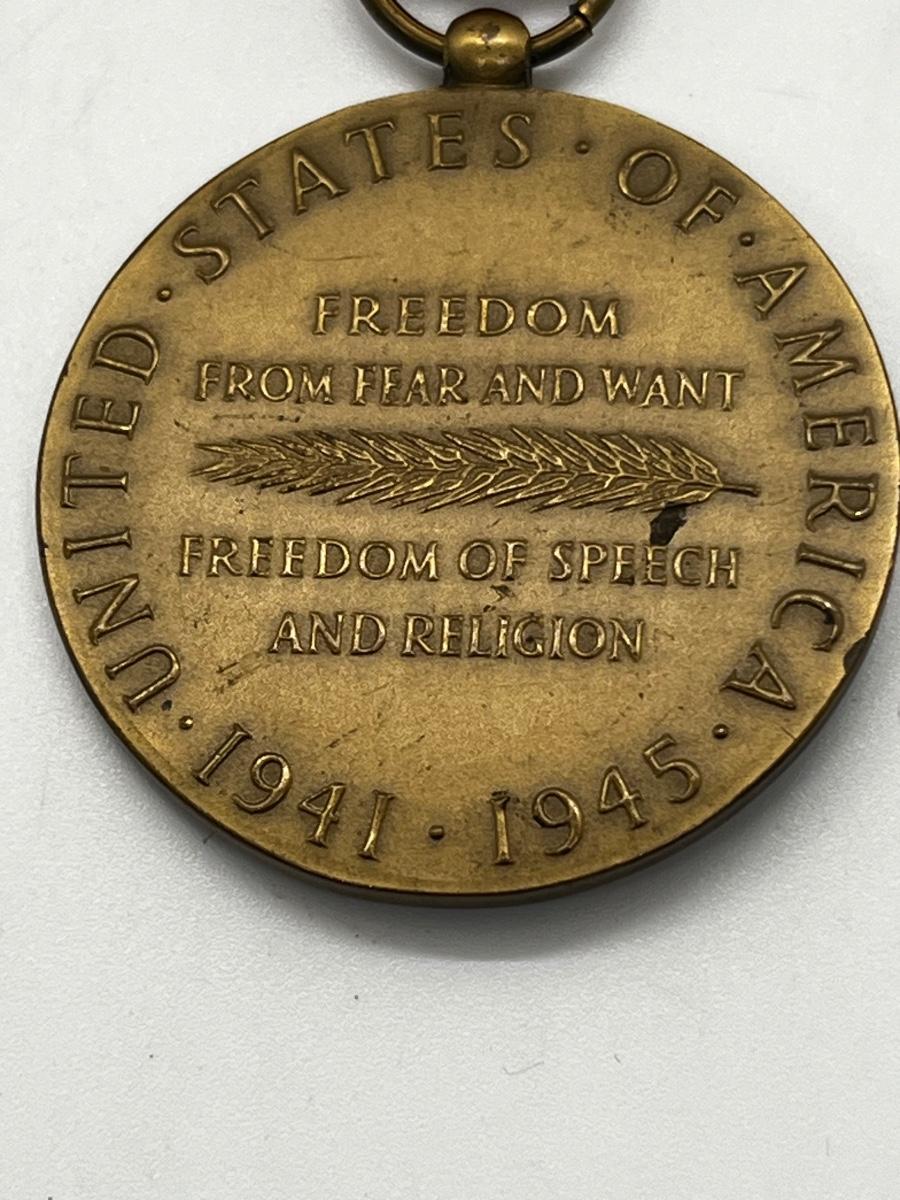 UNITED · STATES · OF · AMERICA ·
FREEDOM
FROM FEAR AND WANT
FREEDOM OF SPEECH
AND RELIGION
· 1941 · 1945